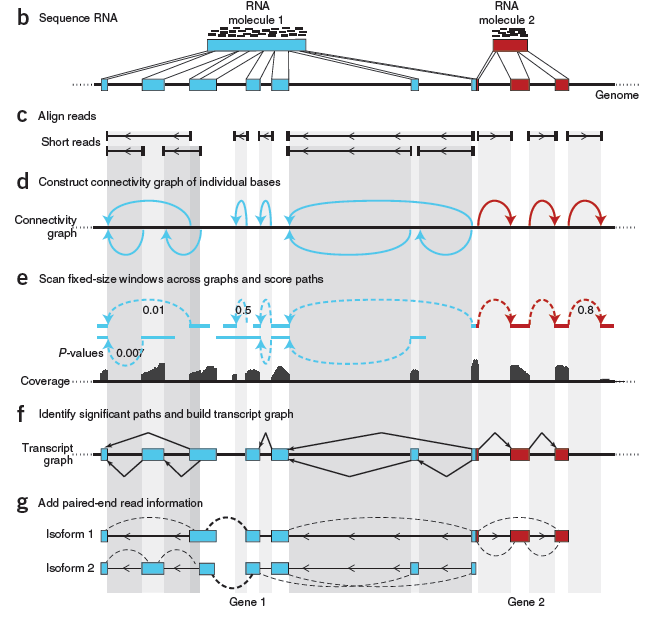 b Sequence RNA
RNA
molecule 1
RNA
molecule 2
Genome
c Align reads
Short reads
d Construct connectivity graph of individual bases
Connectivity
graph
e Scan fixed-size windows across graphs and score paths
0.01
0.5
0.8
P-values
0.007
Coverage
f Identify significant paths and build transcript graph
Transcript
graph
g Add paired-end read information
Isoform 1
Isoform 2
Gene 1
Gene 2